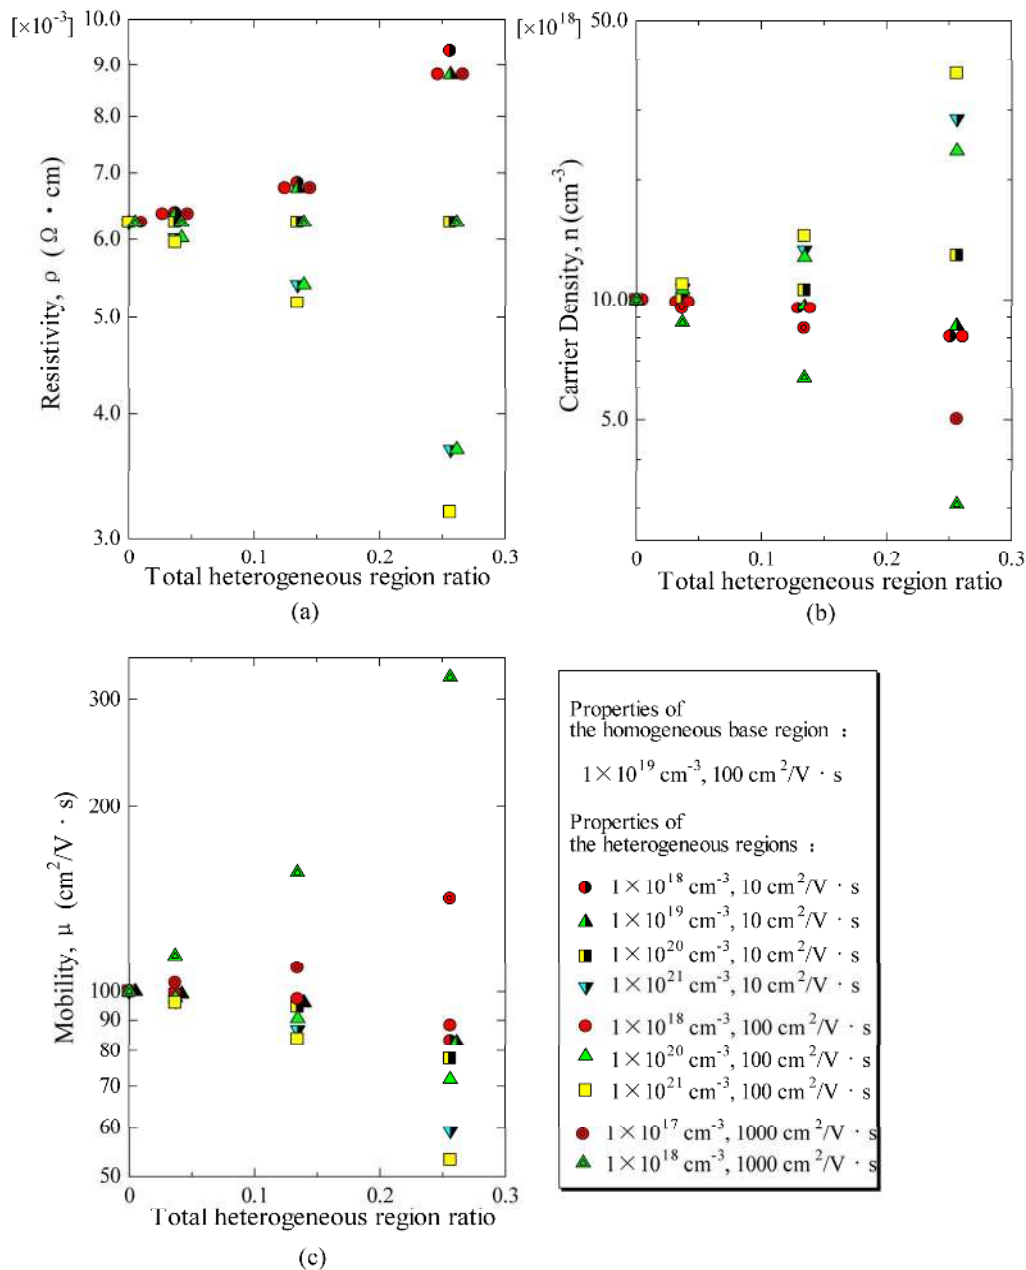 [×10⁻³]
10.0
9.0
8.0
7.0
6.0
5.0
4.0
3.0
Resistivity, ρ ( Ω · cm)
0 0.1 0.2 0.3
Total heterogeneous region ratio
(a)
[×10¹⁸]
50.0
10.0
5.0
Carrier Density, n (cm⁻³)
0 0.1 0.2 0.3
Total heterogeneous region ratio
(b)
300
200
100
90
80
70
60
50
Mobility, μ (cm²/V · s)
0 0.1 0.2 0.3
Total heterogeneous region ratio
(c)
Properties of
the homogeneous base region :
1×10¹⁹ cm⁻³, 100 cm²/V · s
Properties of
the heterogeneous regions :
1×10¹⁸ cm⁻³, 10 cm²/V · s
1×10¹⁹ cm⁻³, 10 cm²/V · s
1×10²⁰ cm⁻³, 10 cm²/V · s
1×10²¹ cm⁻³, 10 cm²/V · s
1×10¹⁸ cm⁻³, 100 cm²/V · s
1×10²⁰ cm⁻³, 100 cm²/V · s
1×10²¹ cm⁻³, 100 cm²/V · s
1×10¹⁷ cm⁻³, 1000 cm²/V · s
1×10¹⁸ cm⁻³, 1000 cm²/V · s